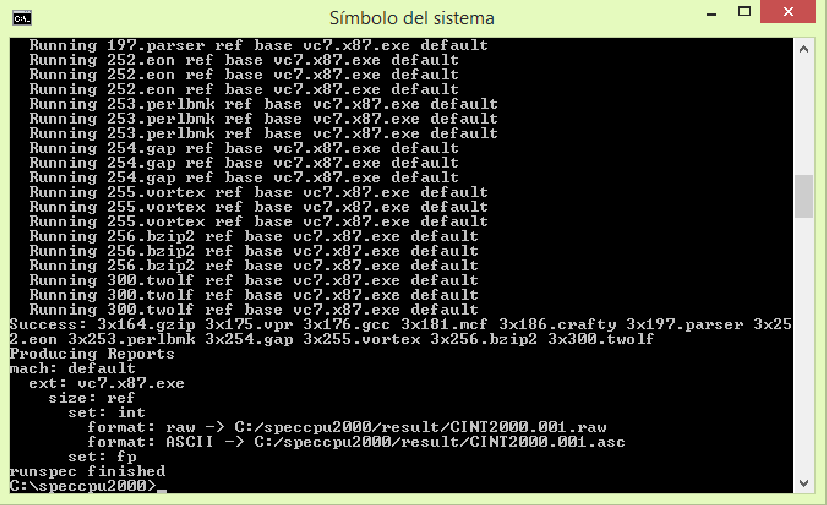 Símbolo del sistema
Running 197.parser ref base vc7.x87.exe default
Running 252.eon ref base vc7.x87.exe default
Running 252.eon ref base vc7.x87.exe default
Running 252.eon ref base vc7.x87.exe default
Running 253.perlbmk ref base vc7.x87.exe default
Running 253.perlbmk ref base vc7.x87.exe default
Running 253.perlbmk ref base vc7.x87.exe default
Running 254.gap ref base vc7.x87.exe default
Running 254.gap ref base vc7.x87.exe default
Running 254.gap ref base vc7.x87.exe default
Running 255.vortex ref base vc7.x87.exe default
Running 255.vortex ref base vc7.x87.exe default
Running 255.vortex ref base vc7.x87.exe default
Running 256.bzip2 ref base vc7.x87.exe default
Running 256.bzip2 ref base vc7.x87.exe default
Running 256.bzip2 ref base vc7.x87.exe default
Running 300.twolf ref base vc7.x87.exe default
Running 300.twolf ref base vc7.x87.exe default
Running 300.twolf ref base vc7.x87.exe default
Success: 3x164.gzip 3x175.vpr 3x176.gcc 3x181.mcf 3x186.crafty 3x197.parser 3x25
2.eon 3x253.perlbmk 3x254.gap 3x255.vortex 3x256.bzip2 3x300.twolf
Producing Reports
mach: default
ext: vc7.x87.exe
size: ref
set: int
format: raw -> C:/speccpu2000/result/CINT2000.001.raw
format: ASCII -> C:/speccpu2000/result/CINT2000.001.asc
set: fp
runspec finished
C:\speccpu2000>_